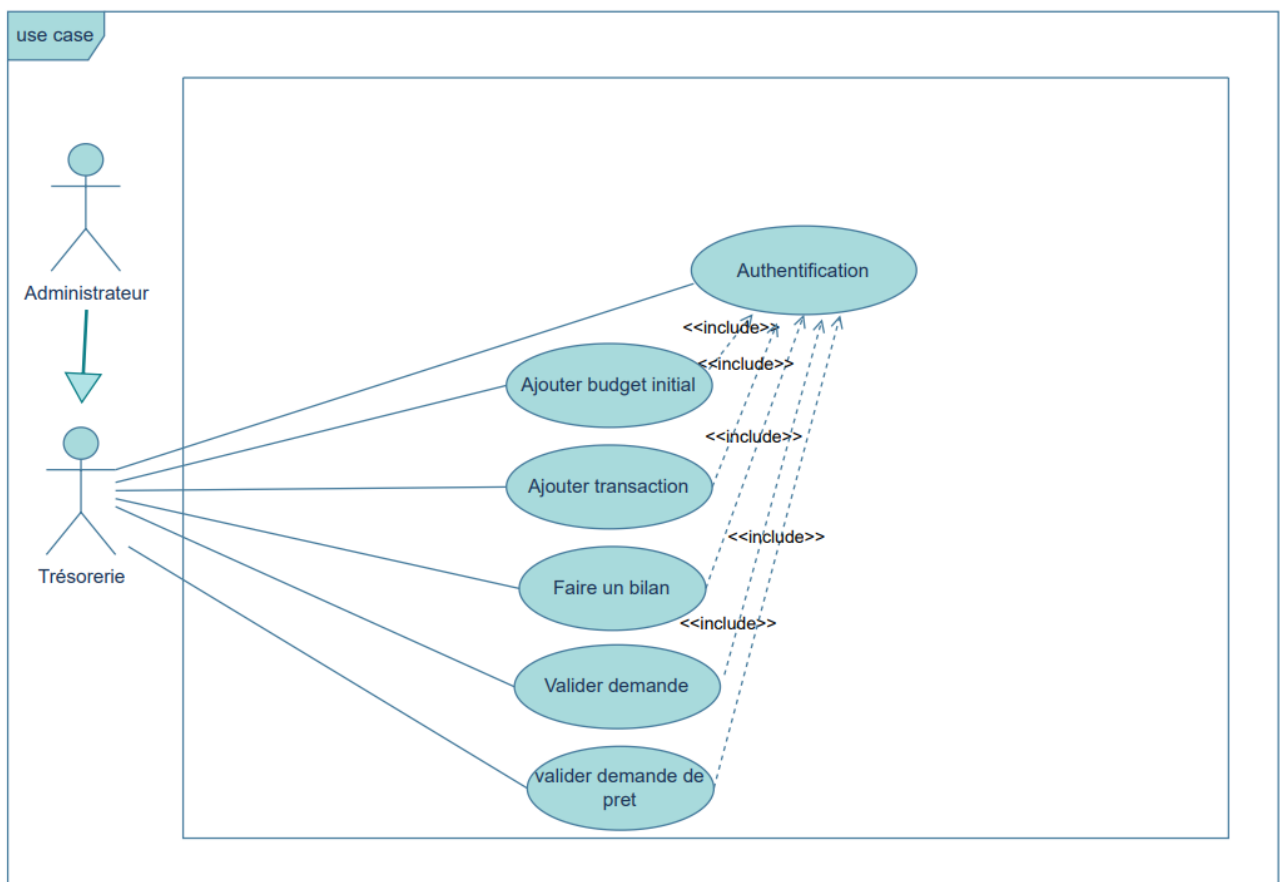 use case
Administrateur
Authentification
<<include>>
<<include>>
Ajouter budget initial
<<include>>
Ajouter transaction
<<include>>
Trésorerie
Faire un bilan
<<include>>
Valider demande
valider demande de
pret